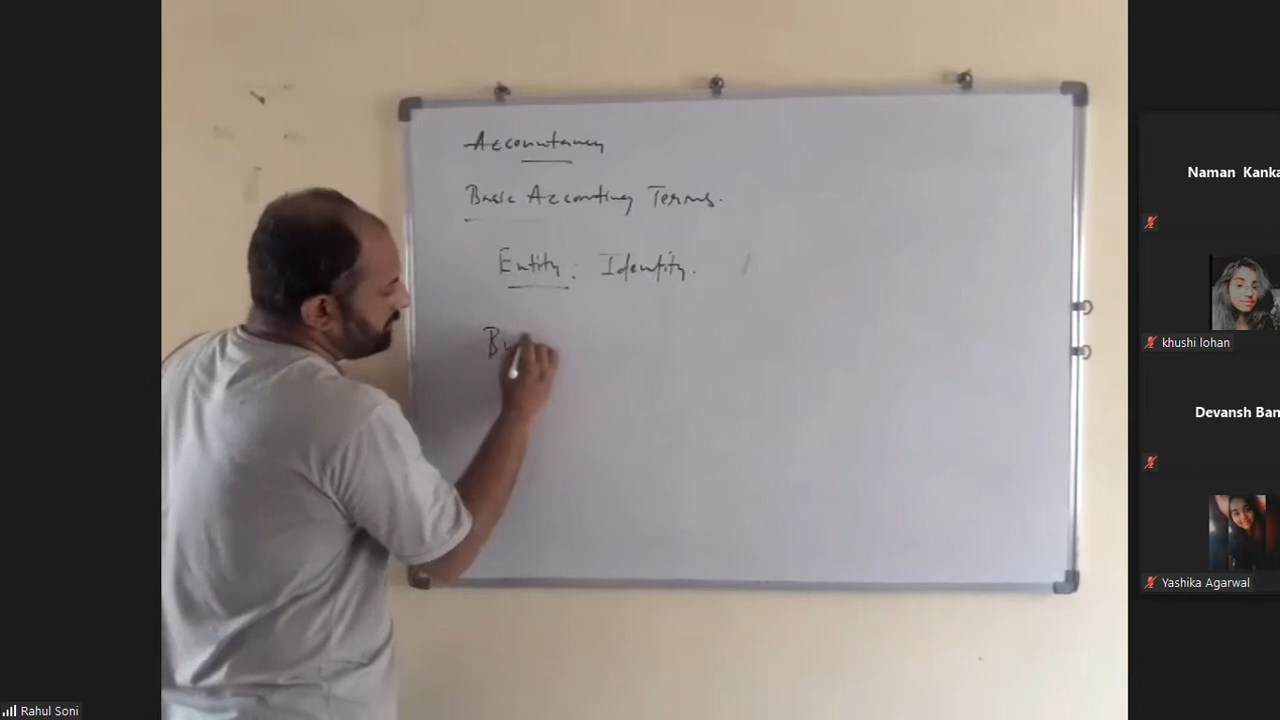 Accountancy
Basic Accounting Terms.
Entity : Identity.
Naman Kanka
khushi lohan
Devansh Ban
Yashika Agarwal
Rahul Soni